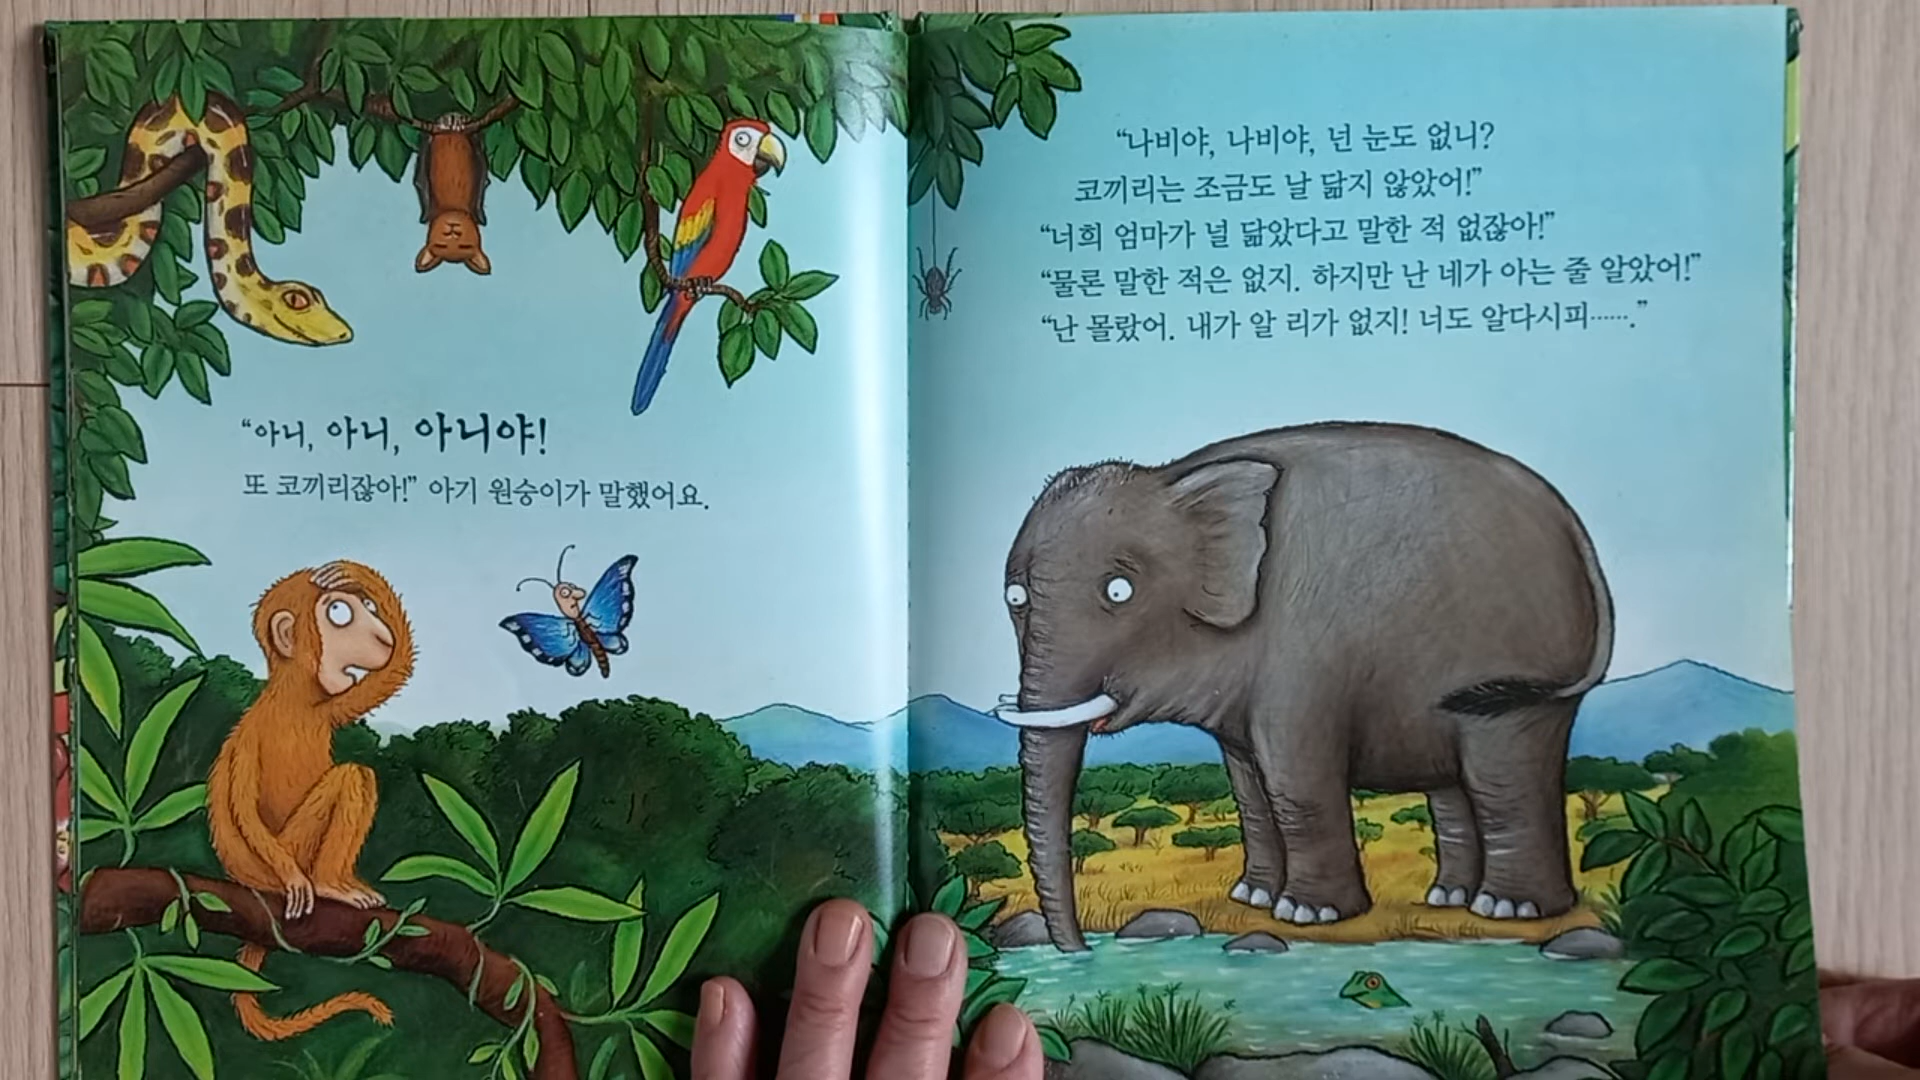 “아니, 아니, 아니야!
또 코끼리잖아!” 아기 원숭이가 말했어요.
“나비야, 나비야, 넌 눈도 없니?
코끼리는 조금도 날 닮지 않았어!”
“너희 엄마가 널 닮았다고 말한 적 없잖아!”
“물론 말한 적은 없지. 하지만 난 네가 아는 줄 알았어!”
“난 몰랐어. 내가 알 리가 없지! 너도 알다시피…….”